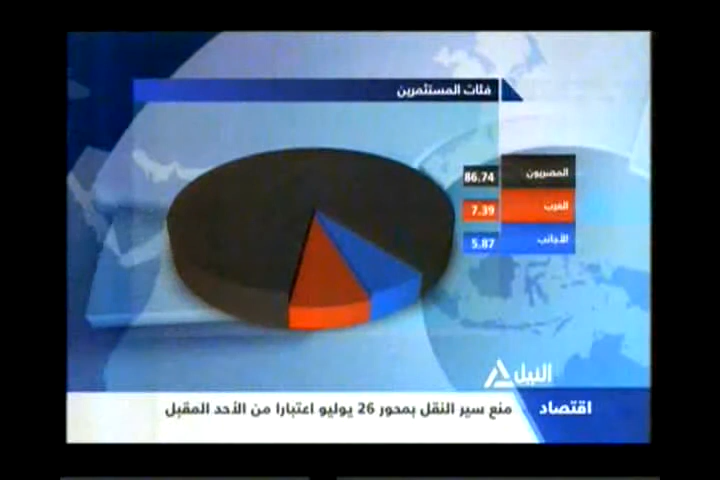 فئات المستثمرين
المصريون 86.74
العرب 7.39
الأجانب 5.87
النيل
اقتصاد
منع سير النقل بمحور 26 يوليو اعتبارا من الأحد المقبل